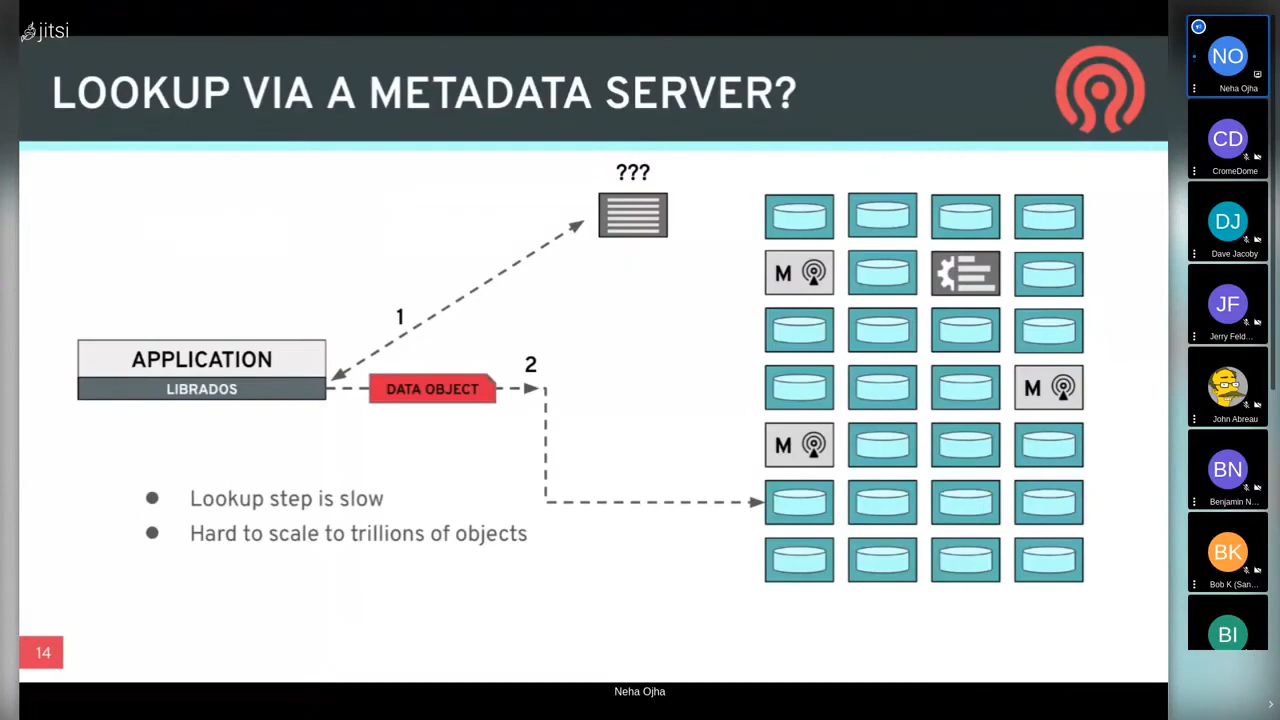 jitsi
LOOKUP VIA A METADATA SERVER?
???
1
APPLICATION
LIBRADOS
DATA OBJECT
2
M
M
M
Lookup step is slow
Hard to scale to trillions of objects
14
Neha Ojha
NO
Neha Ojha
CD
CromeDome
DJ
Dave Jacoby
JF
Jerry Feld...
John Abreau
BN
Benjamin N...
BK
Bob K (San...
BI